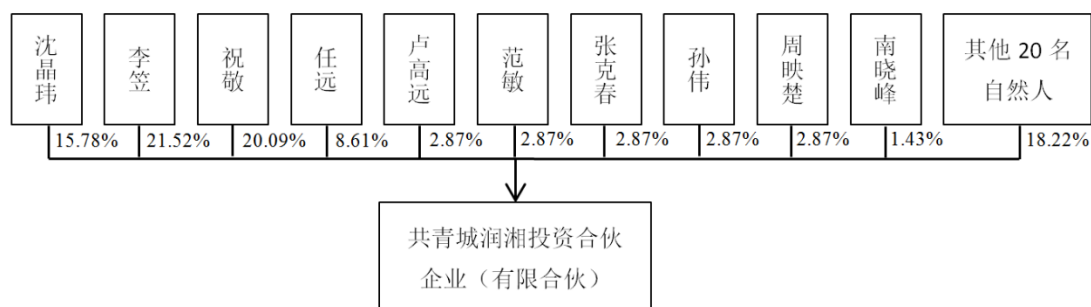 沈晶玮
李笠
祝敬
任远
卢高远
范敏
张克春
孙伟
周映楚
南晓峰
其他 20 名
自然人
15.78%
21.52%
20.09%
8.61%
2.87%
2.87%
2.87%
2.87%
2.87%
1.43%
18.22%
共青城润湘投资合伙
企业（有限合伙）